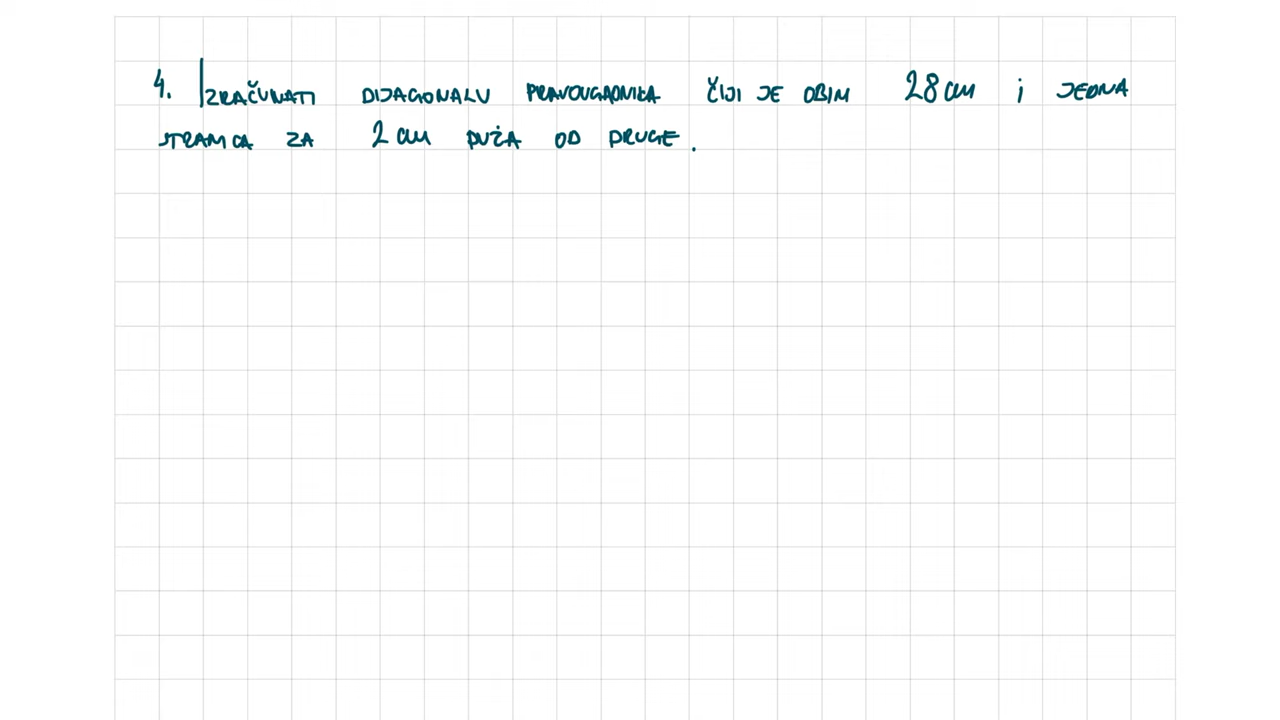 4. IZRAČUNATI DIJAGONALU PRAVOUGAONIKA ČIJI JE OBIM 28 cm i JEDNA
STRANICA ZA 2 cm DUŽA OD DRUGE.